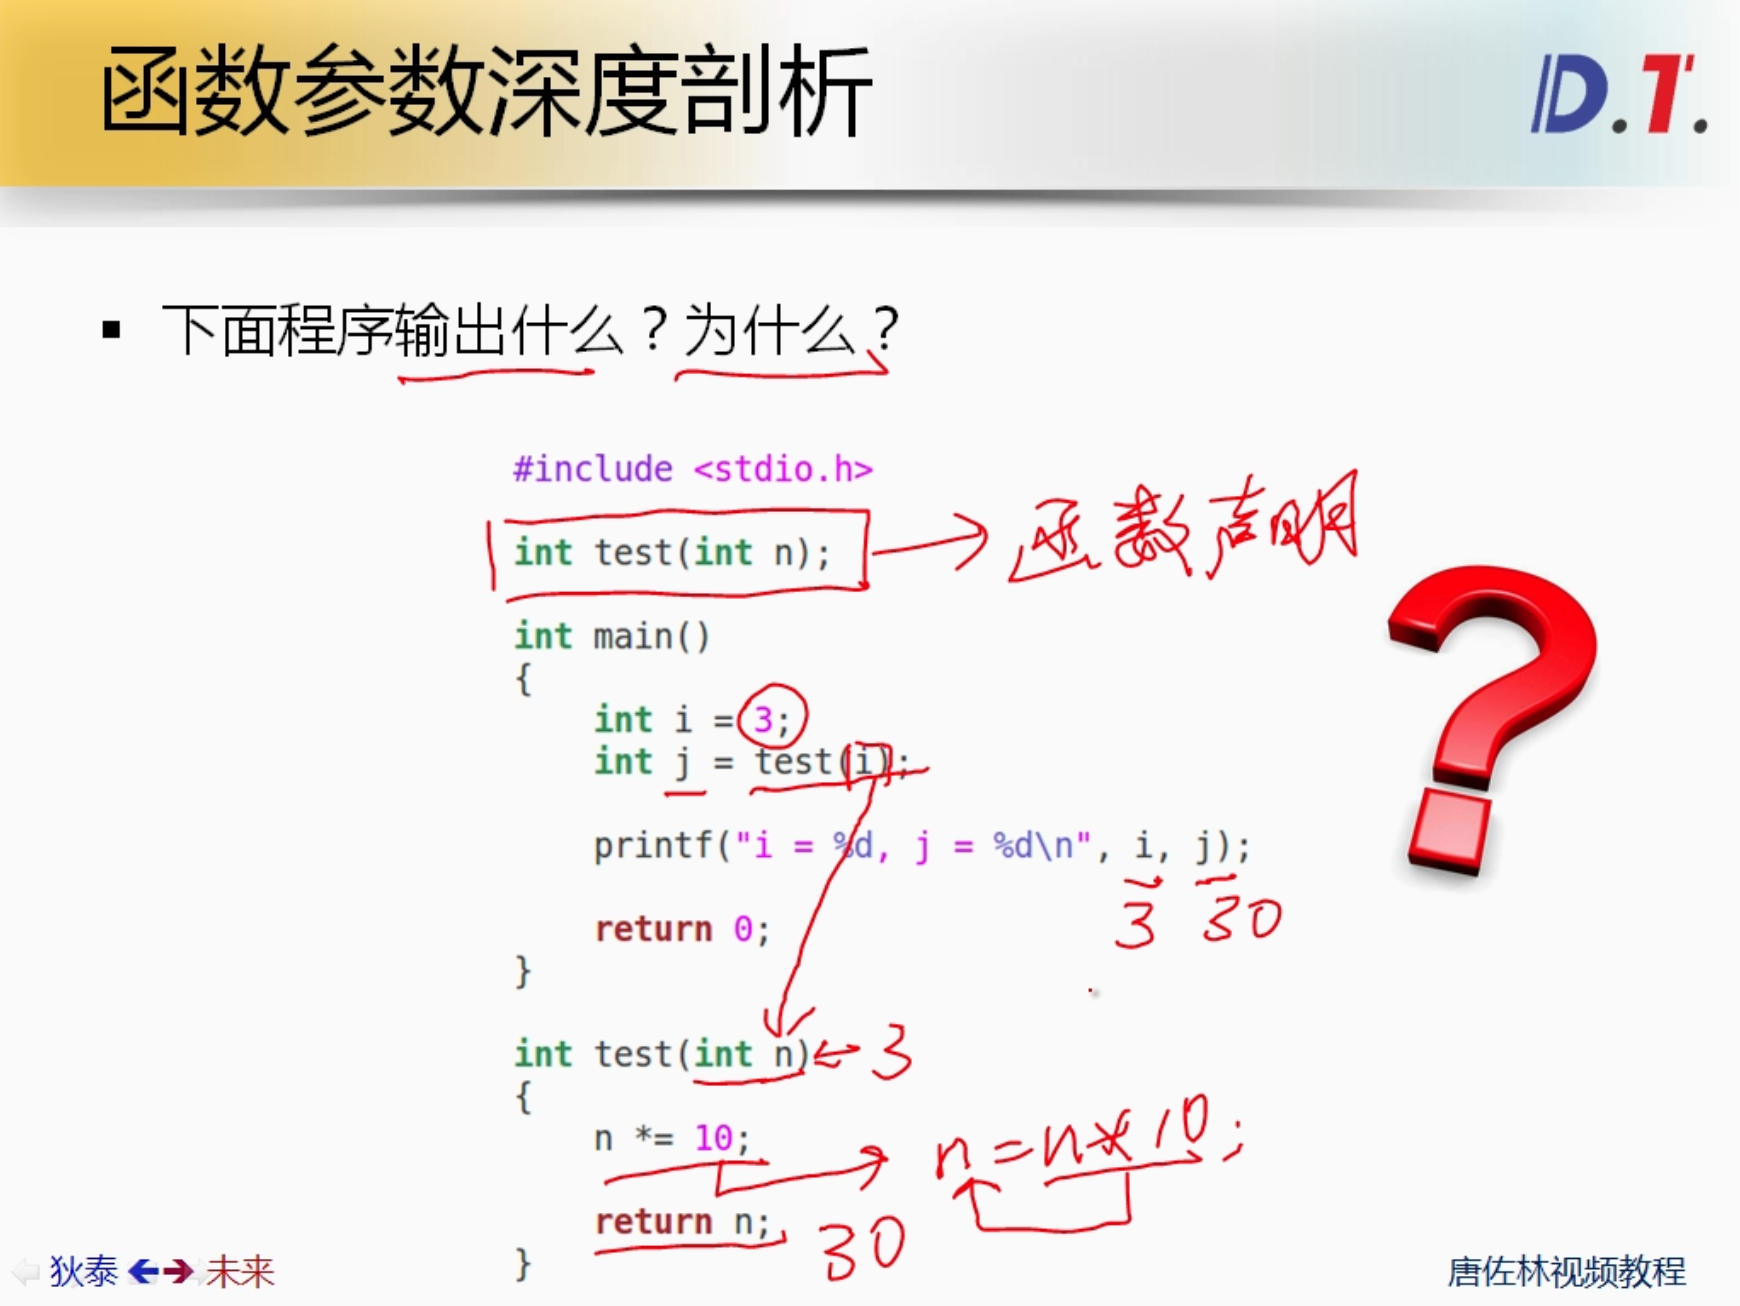 函数参数深度剖析
D.T.
▪ 下面程序输出什么？为什么？
#include <stdio.h>
int test(int n); 函数声明
int main()
{
int i = 3;
int j = test(i);
printf("i = %d, j = %d\n", i, j);
3 30
return 0;
}
int test(int n) 3
{
n *= 10; n = n * 10;
return n; 30
}
狄泰 未来
唐佐林视频教程